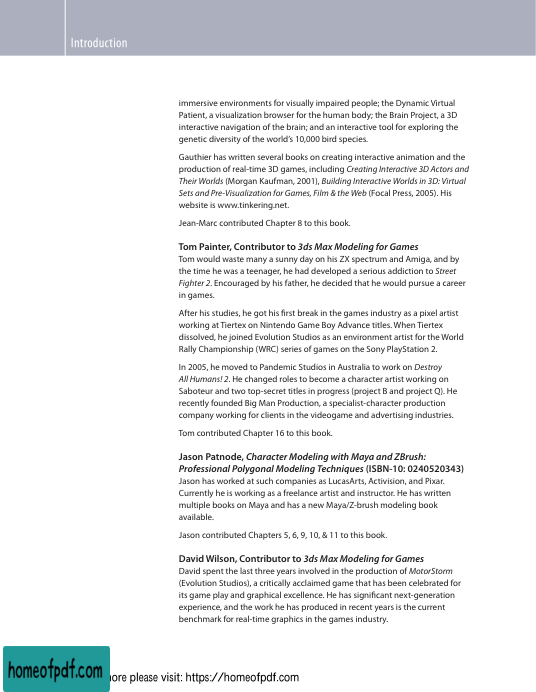 Introduction
immersive environments for visually impaired people; the Dynamic Virtual
Patient, a visualization browser for the human body; the Brain Project, a 3D
interactive navigation of the brain; and an interactive tool for exploring the
genetic diversity of the world's 10,000 bird species.
Gauthier has written several books on creating interactive animation and the
production of real-time 3D games, including Creating Interactive 3D Actors and
Their Worlds (Morgan Kaufman, 2001), Building Interactive Worlds in 3D: Virtual
Sets and Pre-Visualization for Games, Film & the Web (Focal Press, 2005). His
website is www.tinkering.net.
Jean-Marc contributed Chapter 8 to this book.
Tom Painter, Contributor to 3ds Max Modeling for Games
Tom would waste many a sunny day on his ZX spectrum and Amiga, and by
the time he was a teenager, he had developed a serious addiction to Street
Fighter 2. Encouraged by his father, he decided that he would pursue a career
in games.
After his studies, he got his first break in the games industry as a pixel artist
working at Tiertex on Nintendo Game Boy Advance titles. When Tiertex
dissolved, he joined Evolution Studios as an environment artist for the World
Rally Championship (WRC) series of games on the Sony PlayStation 2.
In 2005, he moved to Pandemic Studios in Australia to work on Destroy
All Humans! 2. He changed roles to become a character artist working on
Saboteur and two top-secret titles in progress (project B and project Q). He
recently founded Big Man Production, a specialist-character production
company working for clients in the videogame and advertising industries.
Tom contributed Chapter 16 to this book.
Jason Patnode, Character Modeling with Maya and ZBrush:
Professional Polygonal Modeling Techniques (ISBN-10: 0240520343)
Jason has worked at such companies as LucasArts, Activision, and Pixar.
Currently he is working as a freelance artist and instructor. He has written
multiple books on Maya and has a new Maya/Z-brush modeling book
available.
Jason contributed Chapters 5, 6, 9, 10, & 11 to this book.
David Wilson, Contributor to 3ds Max Modeling for Games
David spent the last three years involved in the production of MotorStorm
(Evolution Studios), a critically acclaimed game that has been celebrated for
its game play and graphical excellence. He has significant next-generation
experience, and the work he has produced in recent years is the current
benchmark for real-time graphics in the games industry.
homeofpdf.com
please visit: https://homeofpdf.com